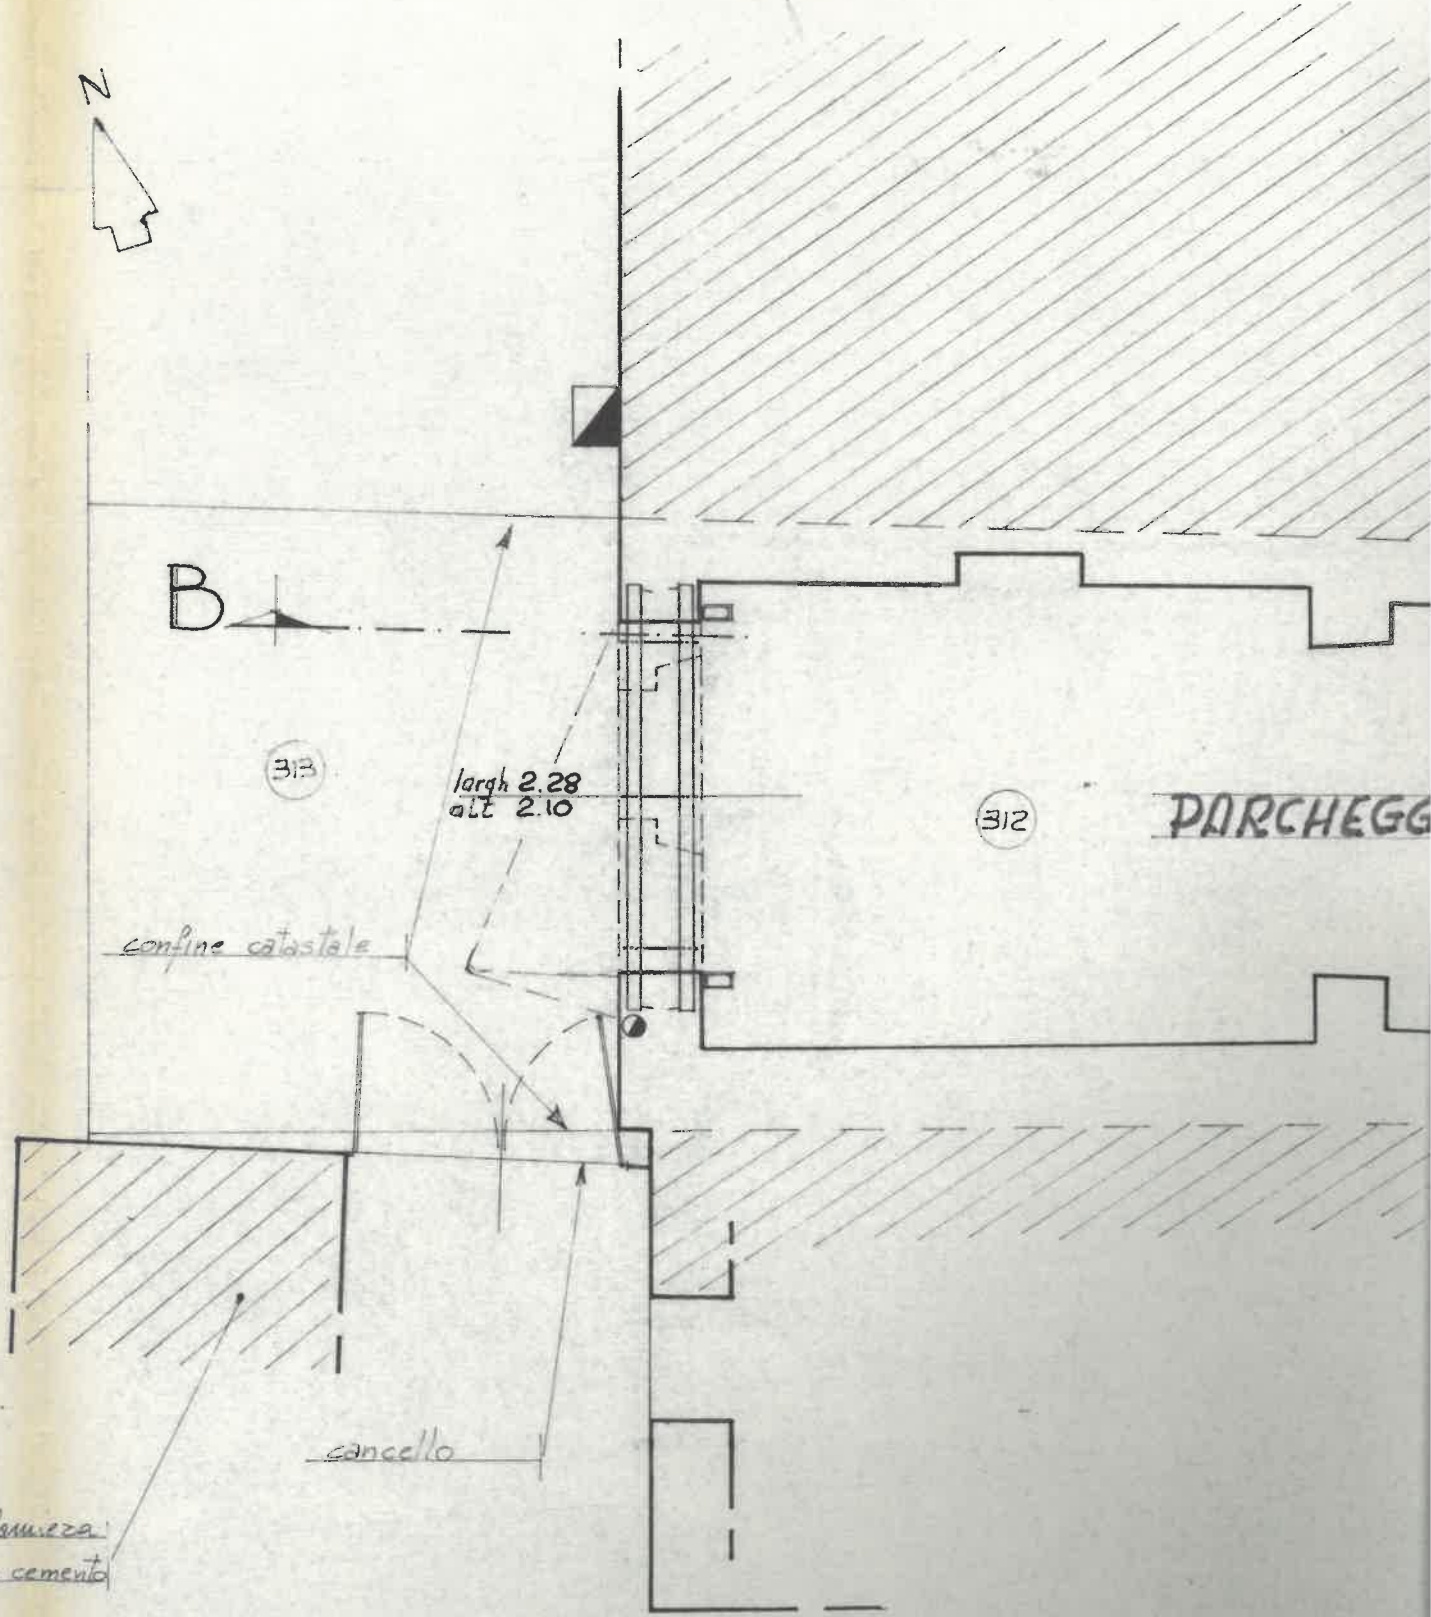 N
B
313
largh 2.28
alt 2.10
312
PARCHEGG
confine catastale
cancello
cemento